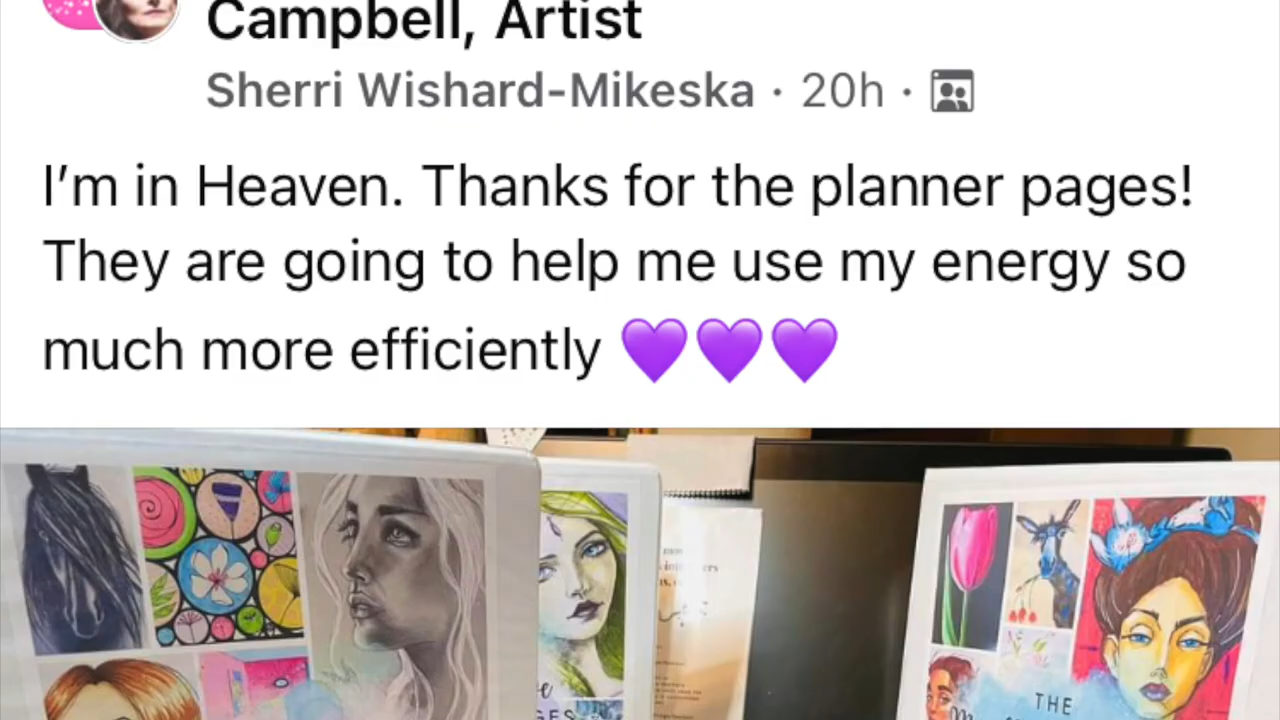 Campbell, Artist
Sherri Wishard-Mikeska · 20h ·
I’m in Heaven. Thanks for the planner pages!
They are going to help me use my energy so
much more efficiently 💜💜💜
THE